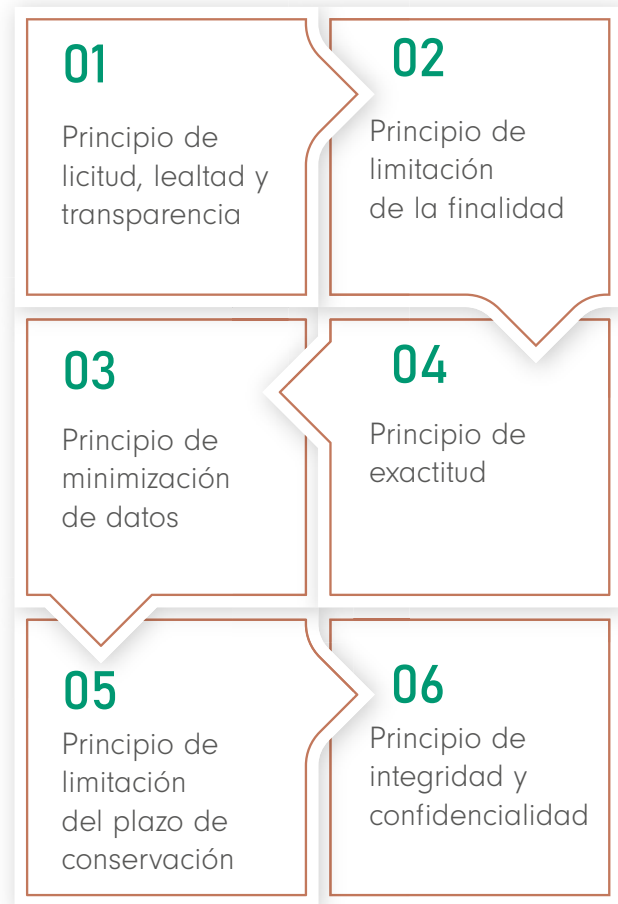 01
Principio de
licitud, lealtad y
transparencia
02
Principio de
limitación
de la finalidad
03
Principio de
minimización
de datos
04
Principio de
exactitud
05
Principio de
limitación
del plazo de
conservación
06
Principio de
integridad y
confidencialidad